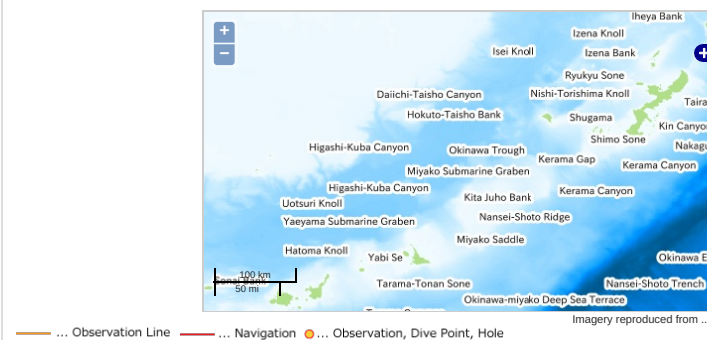 +
−
Iheya Bank
Izena Knoll
Isei Knoll
Izena Bank
+
Ryukyu Sone
Daiichi-Taisho Canyon
Nishi-Torishima Knoll
Taira
Hokuto-Taisho Bank
Shugama
Kin Canyo
Shimo Sone
Higashi-Kuba Canyon
Okinawa Trough
Nakagu
Kerama Gap
Kerama Canyon
Miyako Submarine Graben
Higashi-Kuba Canyon
Kerama Canyon
Kita Juho Bank
Uotsuri Knoll
Nansei-Shoto Ridge
Yaeyama Submarine Graben
Miyako Saddle
Hatoma Knoll
Yabi Se
Okinawa E
100 km
50 mi
Tarama-Tonan Sone
Nansei-Shoto Trench
Okinawa-miyako Deep Sea Terrace
Imagery reproduced from ..
... Observation Line ... Navigation ... Observation, Dive Point, Hole